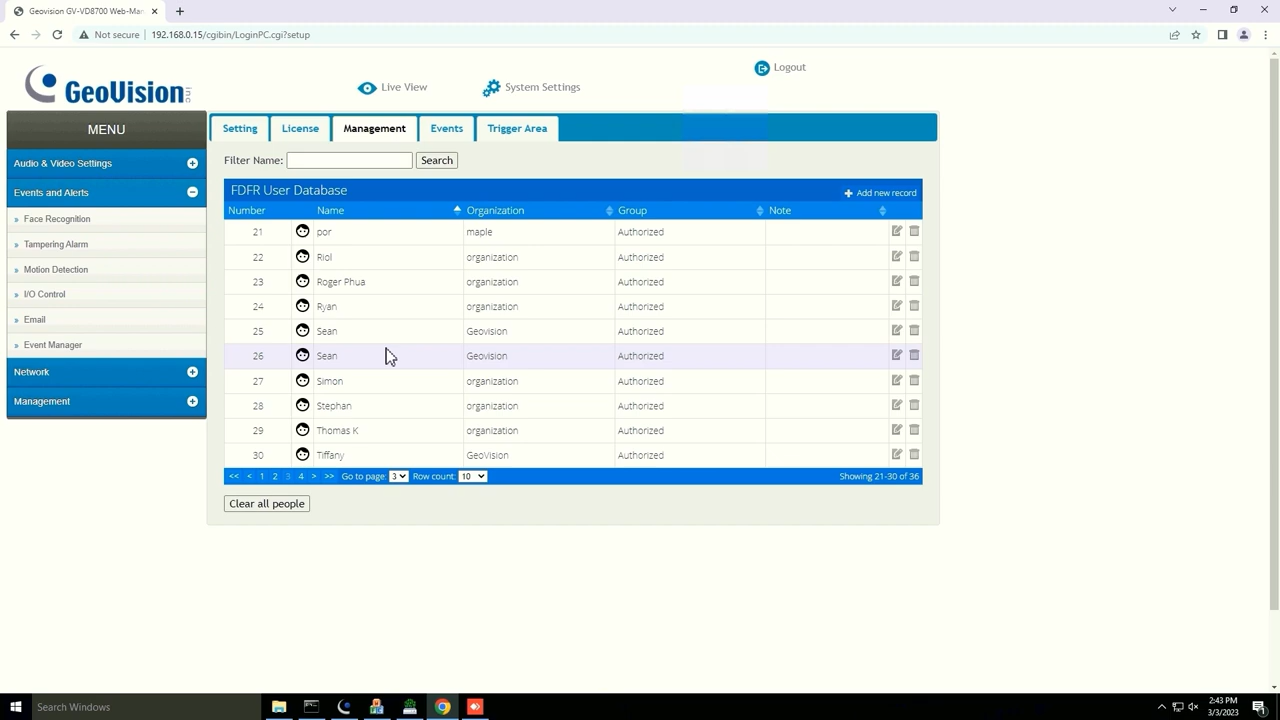 Geovision GV-VD8700 Web-Man
Not secure 192.168.0.15/cgibin/LoginPC.cgi?setup
GeoVision inc
Live View
System Settings
Logout
MENU
Audio & Video Settings
Events and Alerts
» Face Recognition
» Tampering Alarm
» Motion Detection
» I/O Control
» Email
» Event Manager
Network
Management
Setting License Management Events Trigger Area
Filter Name: Search
FDFR User Database Add new record
Number Name Organization Group Note
21 por maple Authorized
22 Riol organization Authorized
23 Roger Phua organization Authorized
24 Ryan organization Authorized
25 Sean Geovision Authorized
26 Sean Geovision Authorized
27 Simon organization Authorized
28 Stephan organization Authorized
29 Thomas K organization Authorized
30 Tiffany GeoVision Authorized
<< < 1 2 3 4 > >> Go to page: 3 Row count: 10 Showing 21-30 of 36
Clear all people
Search Windows
2:43 PM
3/3/2023